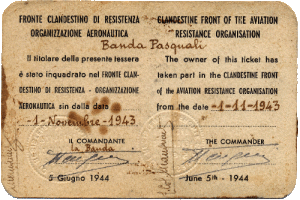 FRONTE CLANDESTINO DI RESISTENZA
ORGANIZZAZIONE AERONAUTICA
CLANDESTINE FRONT OF THE AVIATION
RESISTANCE ORGANISATION
Banda Pasquali
Il titolare della presente tessera
è stato inquadrato nel FRONTE CLAN-
DESTINO DI RESISTENZA - ORGANIZZAZIONE
AERONAUTICA sin dalla data
-1-Novembre-1943
IL COMANDANTE
la Banda
5 Giugno 1944
The owner of this ticket has
taken part in the CLANDESTINE FRONT
of the AVIATION RESISTANCE ORGANISATION
from the date -1-11-1943
THE COMMANDER
June 5th - 1944